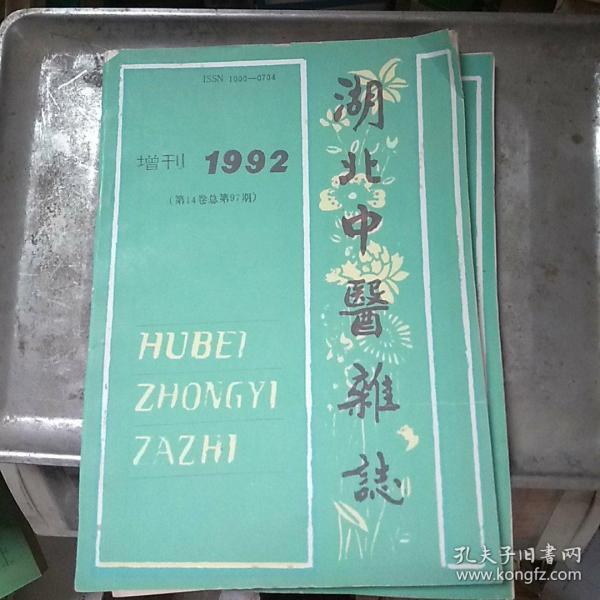 ISSN 1000—0704
增刊 1992
(第14卷总第97期)
湖北中醫雜誌
HUBEI
ZHONGYI
ZAZHI
孔夫子旧书网
www.kongfz.com